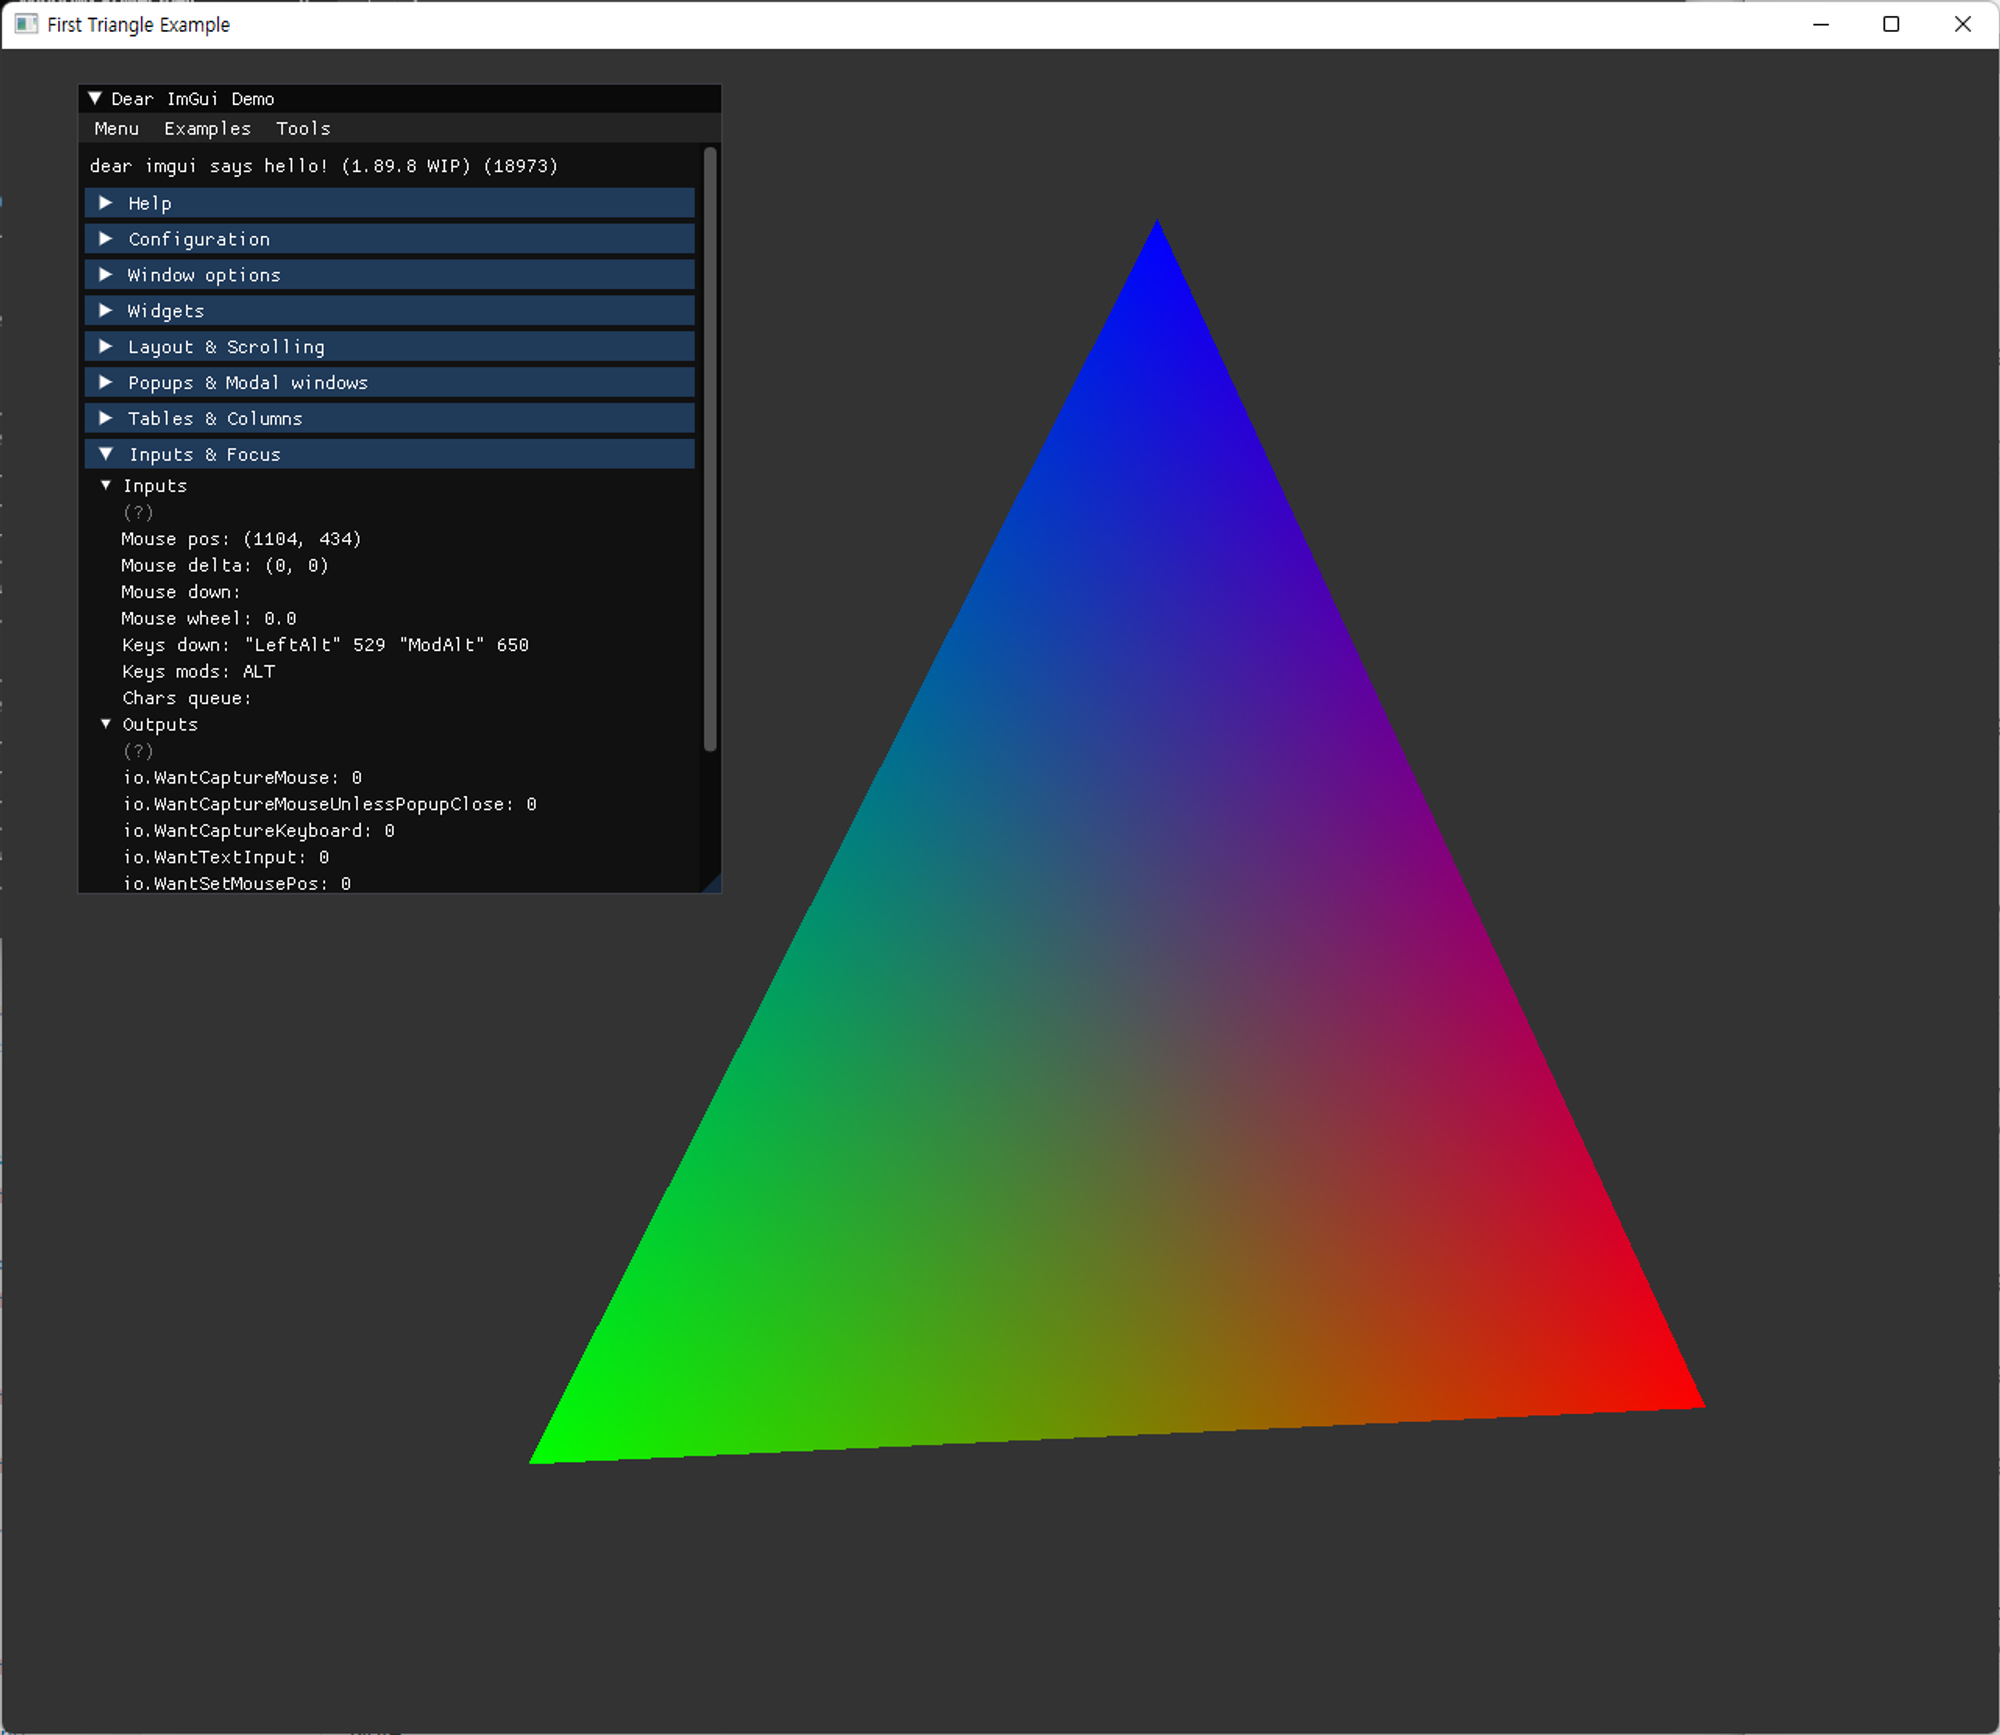 First Triangle Example
Dear ImGui Demo
Menu Examples Tools
dear imgui says hello! (1.89.8 WIP) (18973)
Help
Configuration
Window options
Widgets
Layout & Scrolling
Popups & Modal windows
Tables & Columns
Inputs & Focus
Inputs
(?)
Mouse pos: (1104, 434)
Mouse delta: (0, 0)
Mouse down:
Mouse wheel: 0.0
Keys down: "LeftAlt" 529 "ModAlt" 650
Keys mods: ALT
Chars queue:
Outputs
(?)
io.WantCaptureMouse: 0
io.WantCaptureMouseUnlessPopupClose: 0
io.WantCaptureKeyboard: 0
io.WantTextInput: 0
io.WantSetMousePos: 0